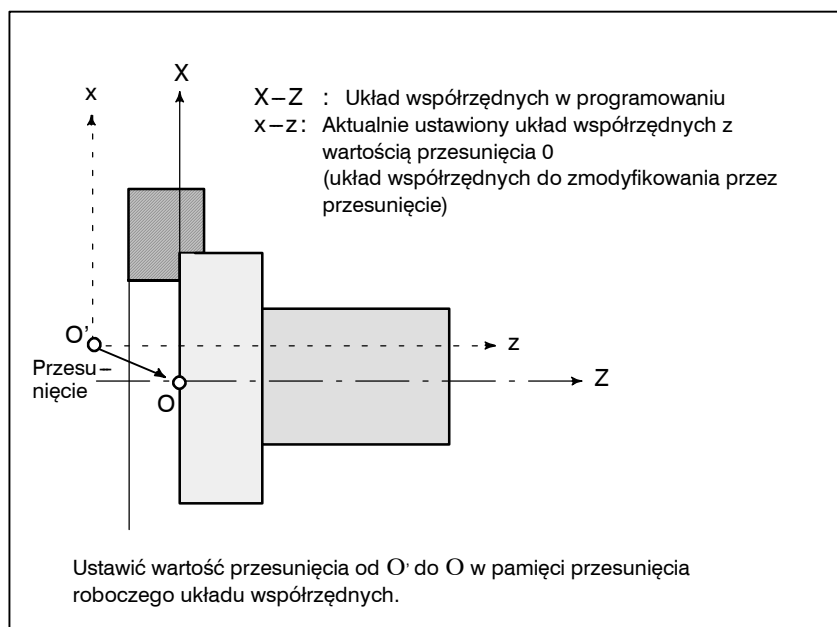 X
x
X–Z : Układ współrzędnych w programowaniu
x–z: Aktualnie ustawiony układ współrzędnych z
wartością przesunięcia 0
(układ współrzędnych do zmodyfikowania przez
przesunięcie)
O'
z
Przesu–
nięcie
O
Z
Ustawić wartość przesunięcia od O' do O w pamięci przesunięcia
roboczego układu współrzędnych.